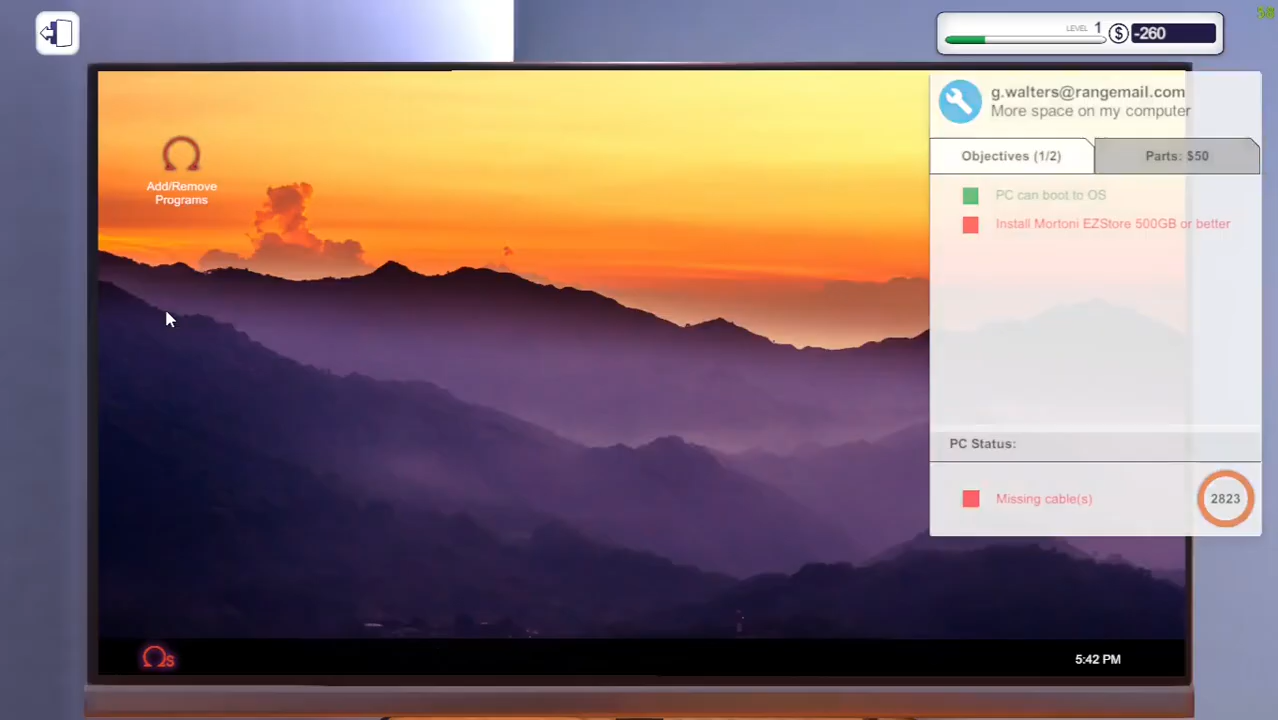 LEVEL 1
$ -260
g.walters@rangemail.com
More space on my computer
Objectives (1/2)
Parts: $50
PC can boot to OS
Install Mortoni EZStore 500GB or better
PC Status:
Missing cable(s)
2823
Add/Remove
Programs
Ωs
5:42 PM